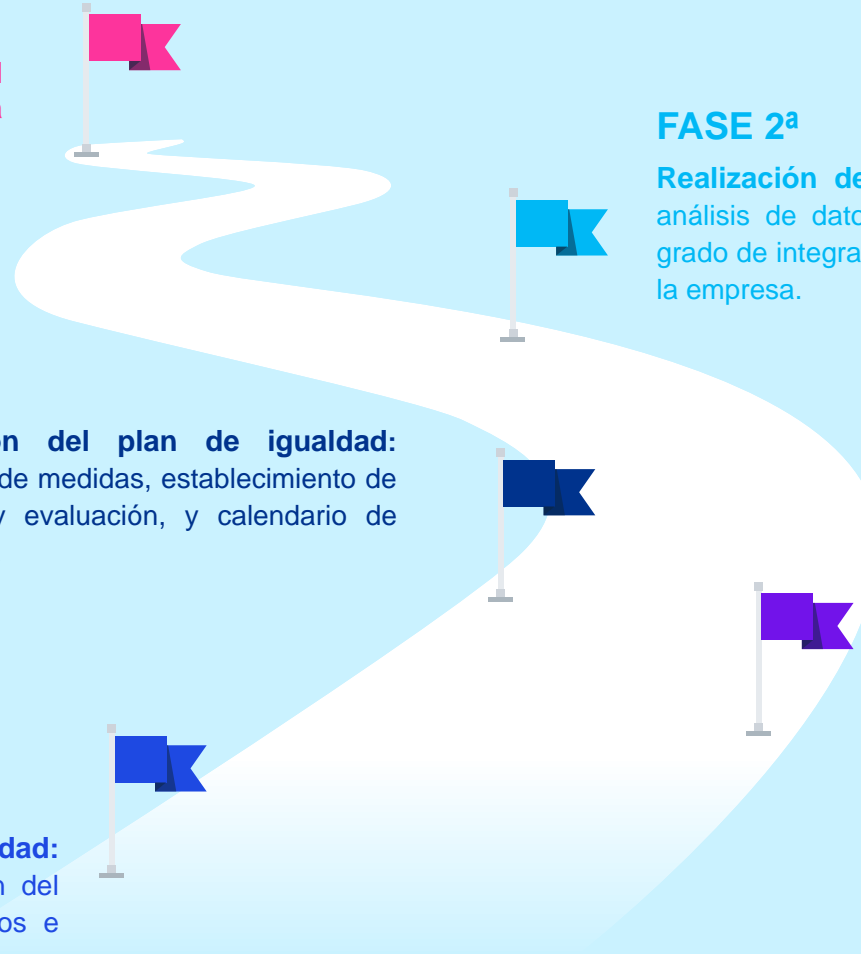 FASE 2ª
Realización de
análisis de dato
grado de integra
la empresa.
del plan de igualdad:
de medidas, establecimiento de
y evaluación, y calendario de
dad:
del
os e